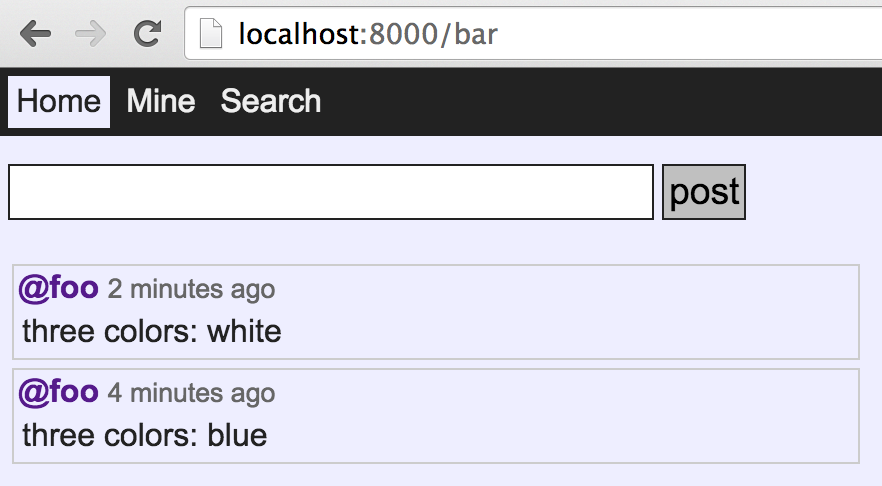 localhost:8000/bar
Home Mine Search
post
@foo 2 minutes ago
three colors: white
@foo 4 minutes ago
three colors: blue